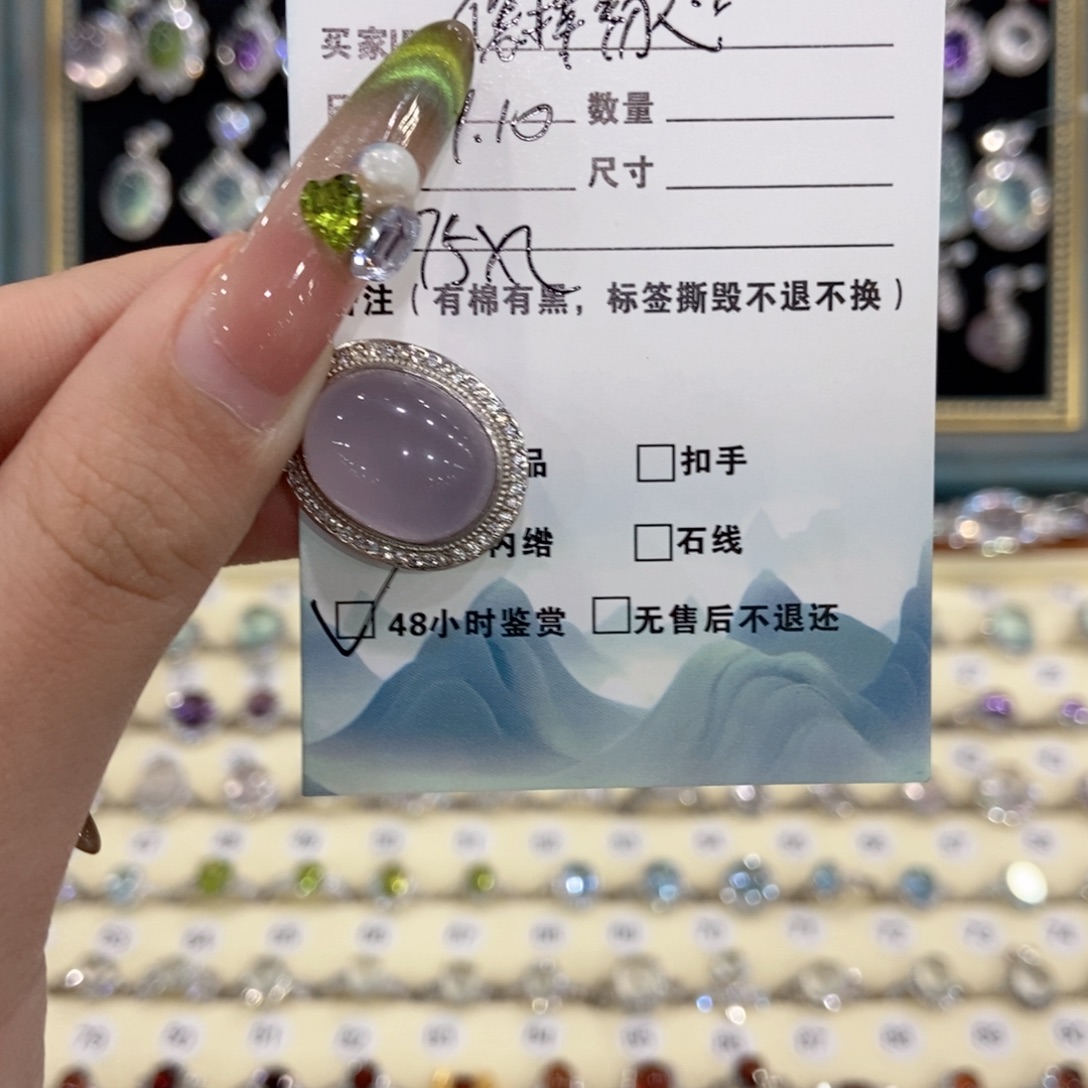 买家
.10 数量
尺寸
75
注（有棉有黑，标签撕毁不退不换）
品 扣手
内绺 石线
48小时鉴赏 无售后不退还